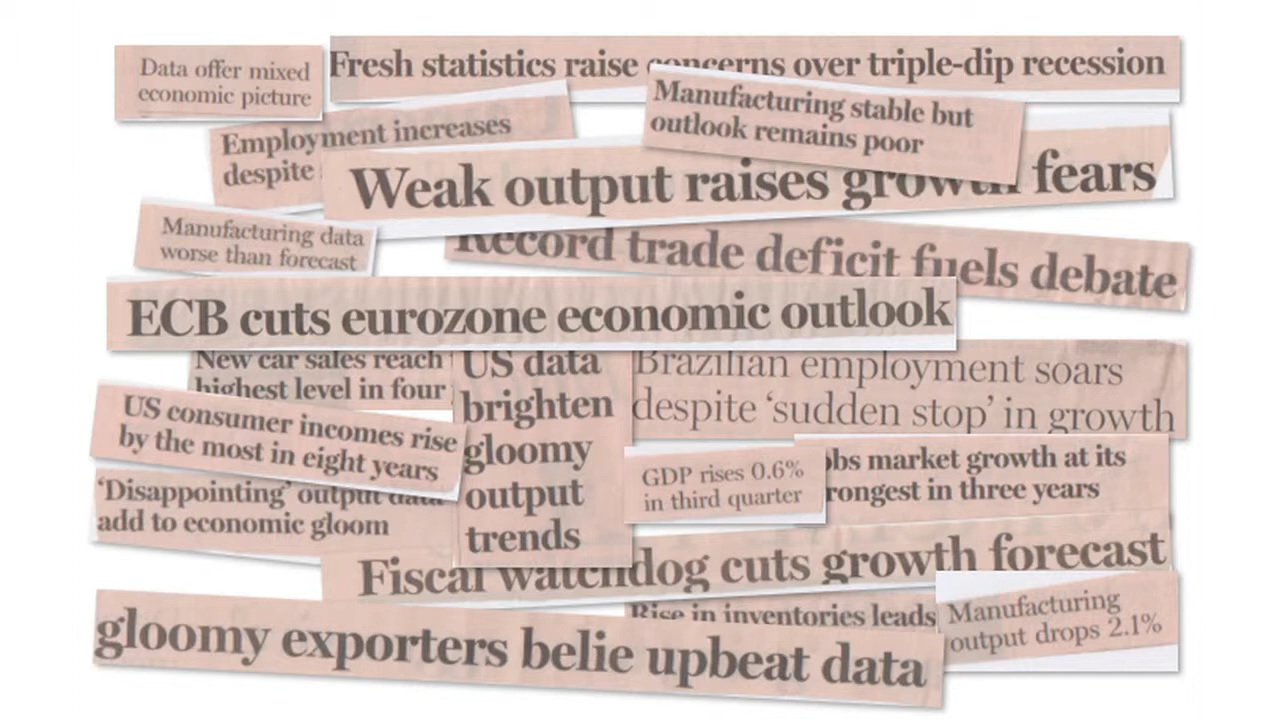 Data offer mixed
economic picture
Fresh statistics raise concerns over triple-dip recession
Manufacturing stable but
outlook remains poor
Employment increases
despite
Weak output raises growth fears
Manufacturing data
worse than forecast
Record trade deficit fuels debate
ECB cuts eurozone economic outlook
New car sales reach
highest level in four
US data
brighten
gloomy
output
trends
Brazilian employment soars
despite ‘sudden stop’ in growth
US consumer incomes rise
by the most in eight years
GDP rises 0.6%
in third quarter
obs market growth at its
rongest in three years
‘Disappointing’ output data
add to economic gloom
Fiscal watchdog cuts growth forecast
Rise in inventories leads
Manufacturing
output drops 2.1%
gloomy exporters belie upbeat data